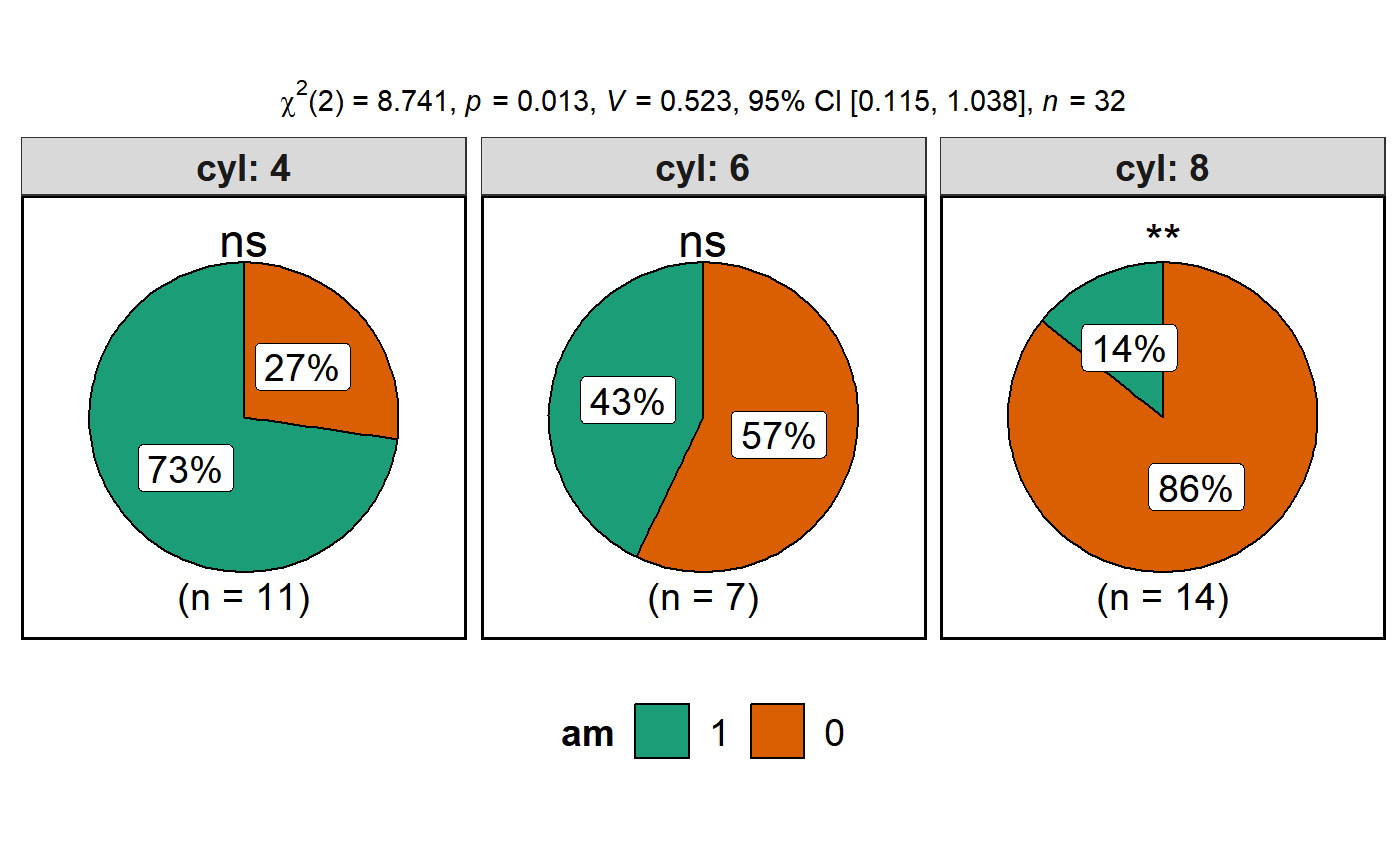 χ²(2) = 8.741, p = 0.013, V = 0.523, 95% CI [0.115, 1.038], n = 32
cyl: 4
cyl: 6
cyl: 8
ns
ns
**
27%
73%
43%
57%
14%
86%
(n = 11)
(n = 7)
(n = 14)
am 1 0